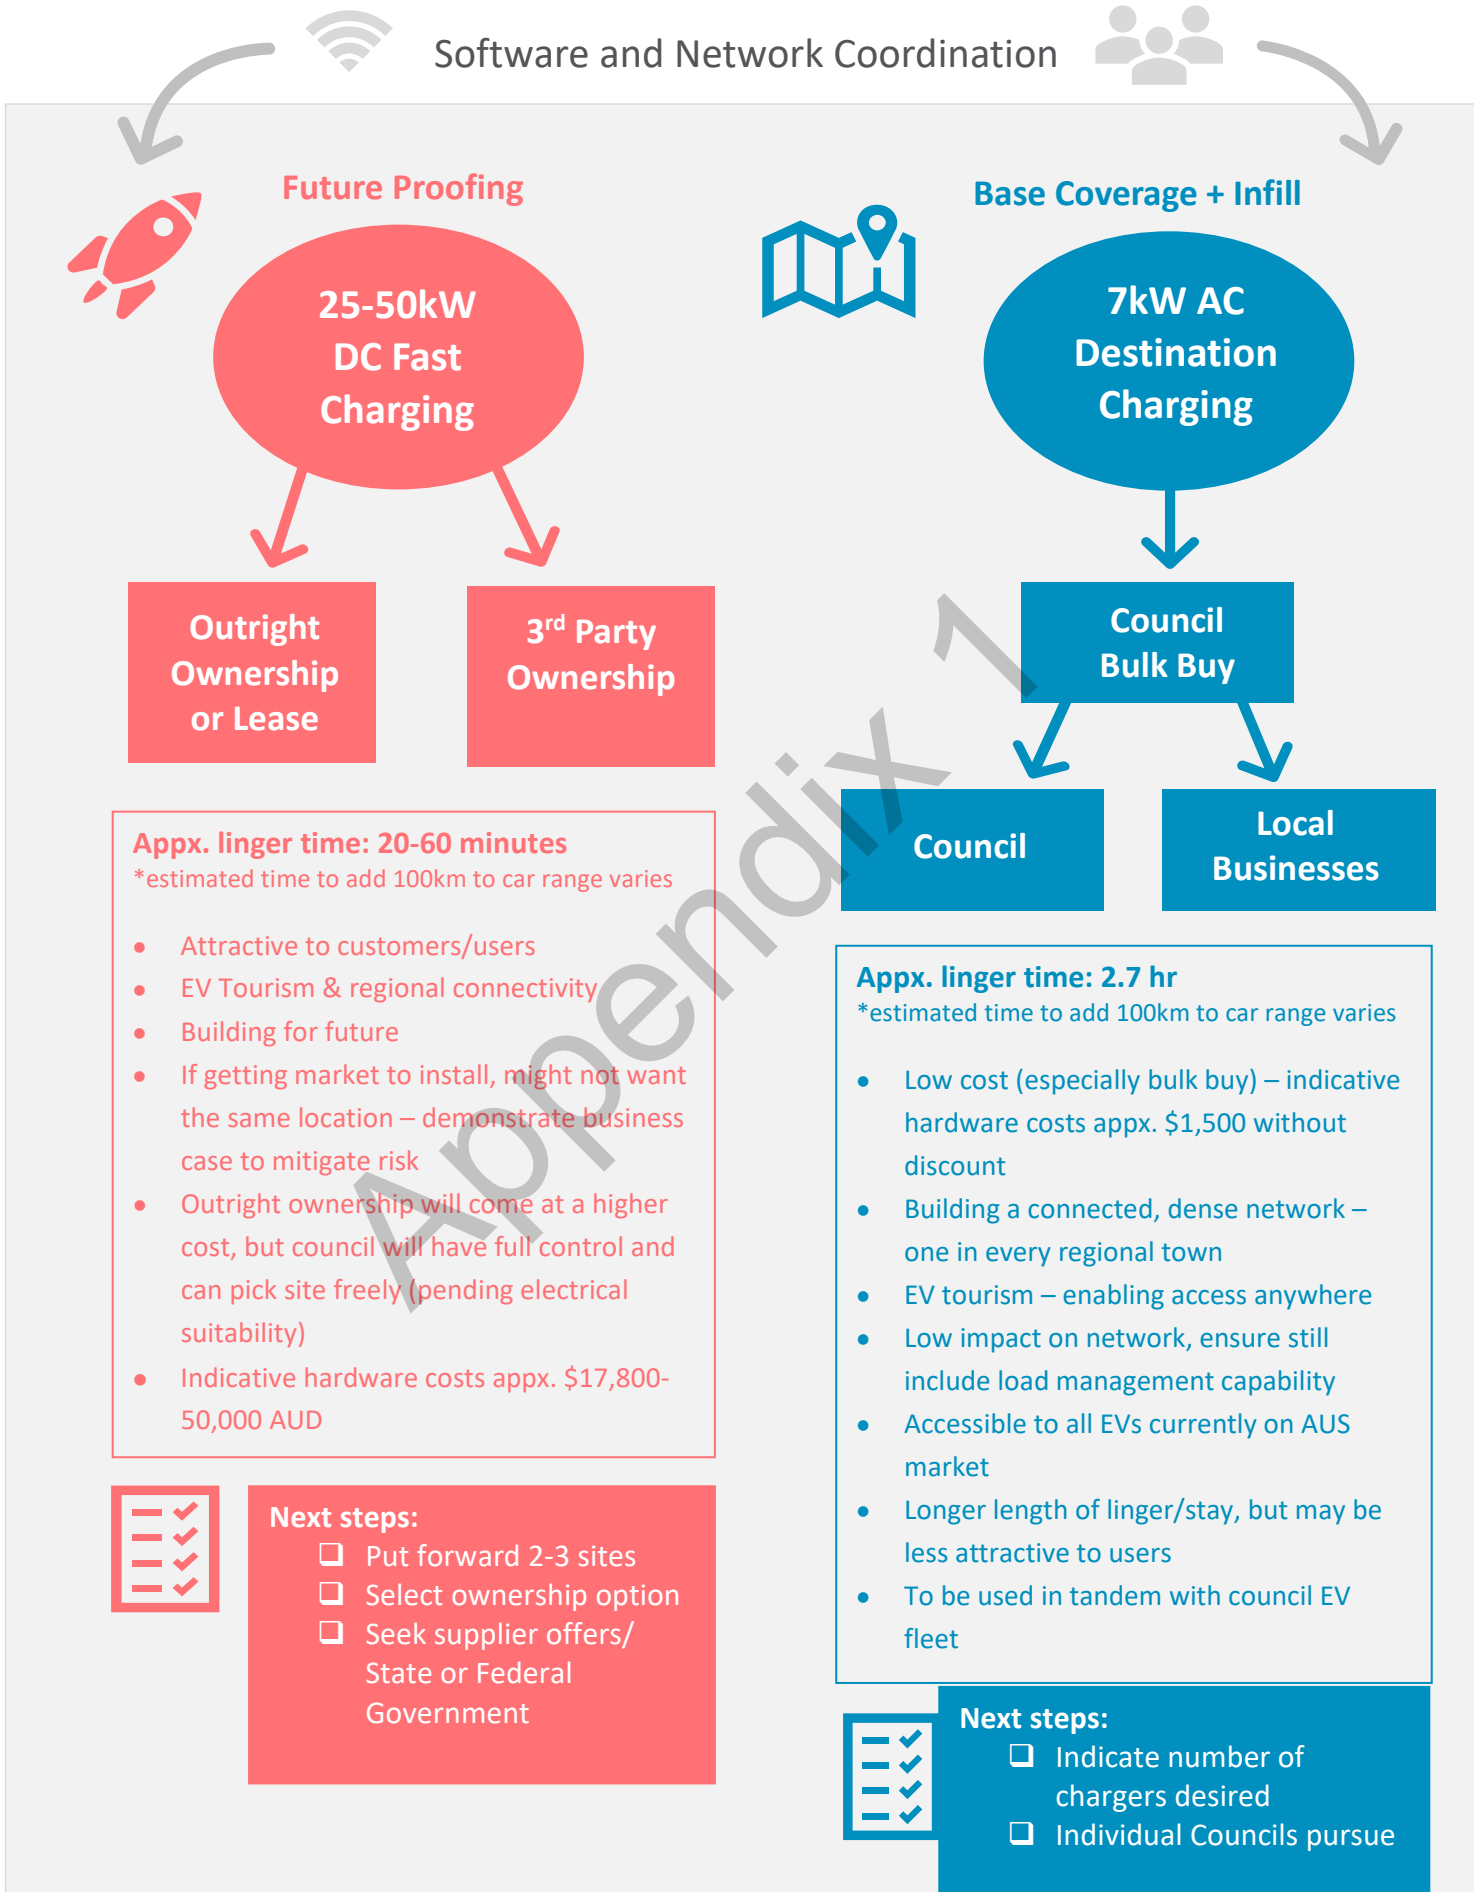 Software and Network Coordination
Future Proofing
25-50kW
DC Fast
Charging
Outright
Ownership
or Lease
3rd Party
Ownership
Appx. linger time: 20-60 minutes
*estimated time to add 100km to car range varies
● Attractive to customers/users
● EV Tourism & regional connectivity
● Building for future
● If getting market to install, might not want
the same location – demonstrate business
case to mitigate risk
● Outright ownership will come at a higher
cost, but council will have full control and
can pick site freely (pending electrical
suitability)
● Indicative hardware costs appx. $17,800-
50,000 AUD
Next steps:
❑ Put forward 2-3 sites
❑ Select ownership option
❑ Seek supplier offers/
State or Federal
Government
Base Coverage + Infill
7kW AC
Destination
Charging
Council
Bulk Buy
Council
Local
Businesses
Appx. linger time: 2.7 hr
*estimated time to add 100km to car range varies
● Low cost (especially bulk buy) – indicative
hardware costs appx. $1,500 without
discount
● Building a connected, dense network –
one in every regional town
● EV tourism – enabling access anywhere
● Low impact on network, ensure still
include load management capability
● Accessible to all EVs currently on AUS
market
● Longer length of linger/stay, but may be
less attractive to users
● To be used in tandem with council EV
fleet
Next steps:
❑ Indicate number of
chargers desired
❑ Individual Councils pursue
Appendix 1